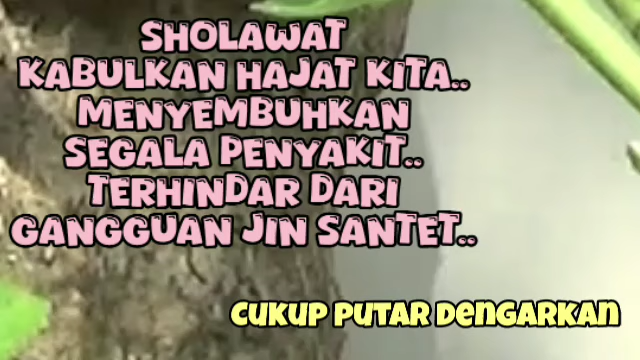 SHOLAWAT
KABULKAN HAJAT KITA..
MENYEMBUHKAN
SEGALA PENYAKIT..
TERHINDAR DARI
GANGGUAN JIN SANTET..
CUKUP PUTAR DENGARKAN